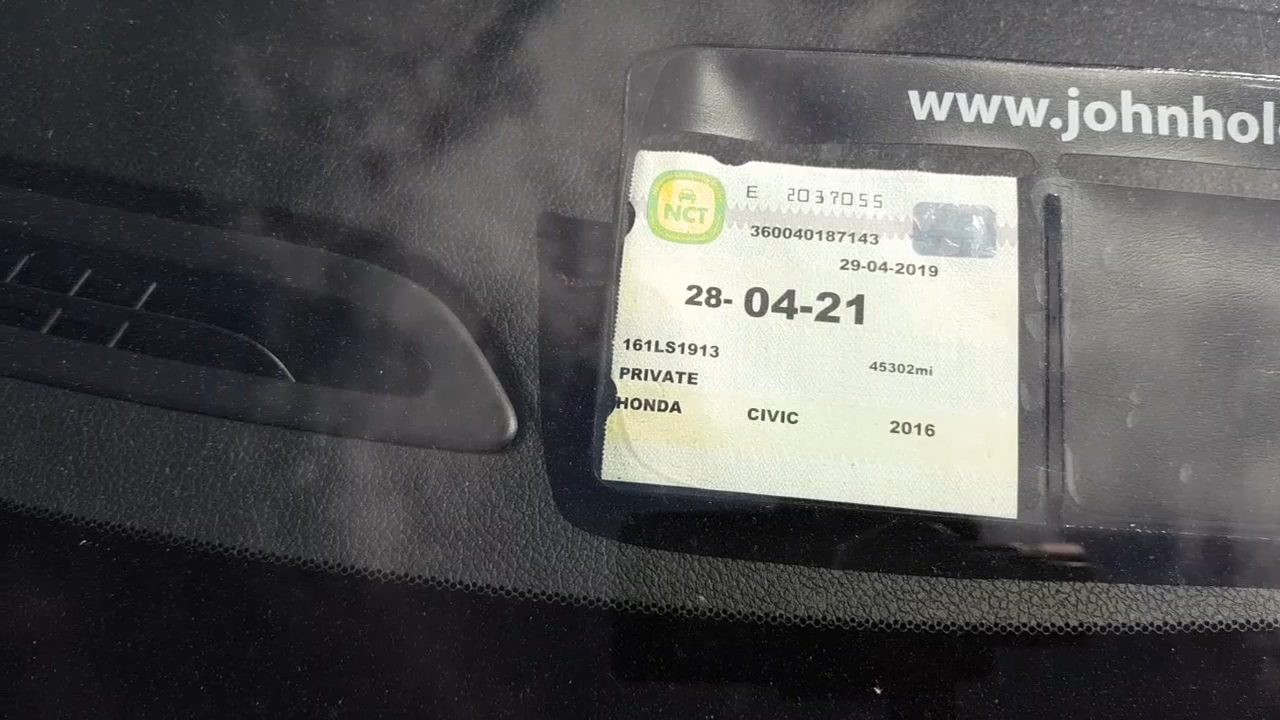 www.johnhol
NCT
E 2037055
360040187143
29-04-2019
28-04-21
161LS1913
45302mi
PRIVATE
HONDA CIVIC 2016